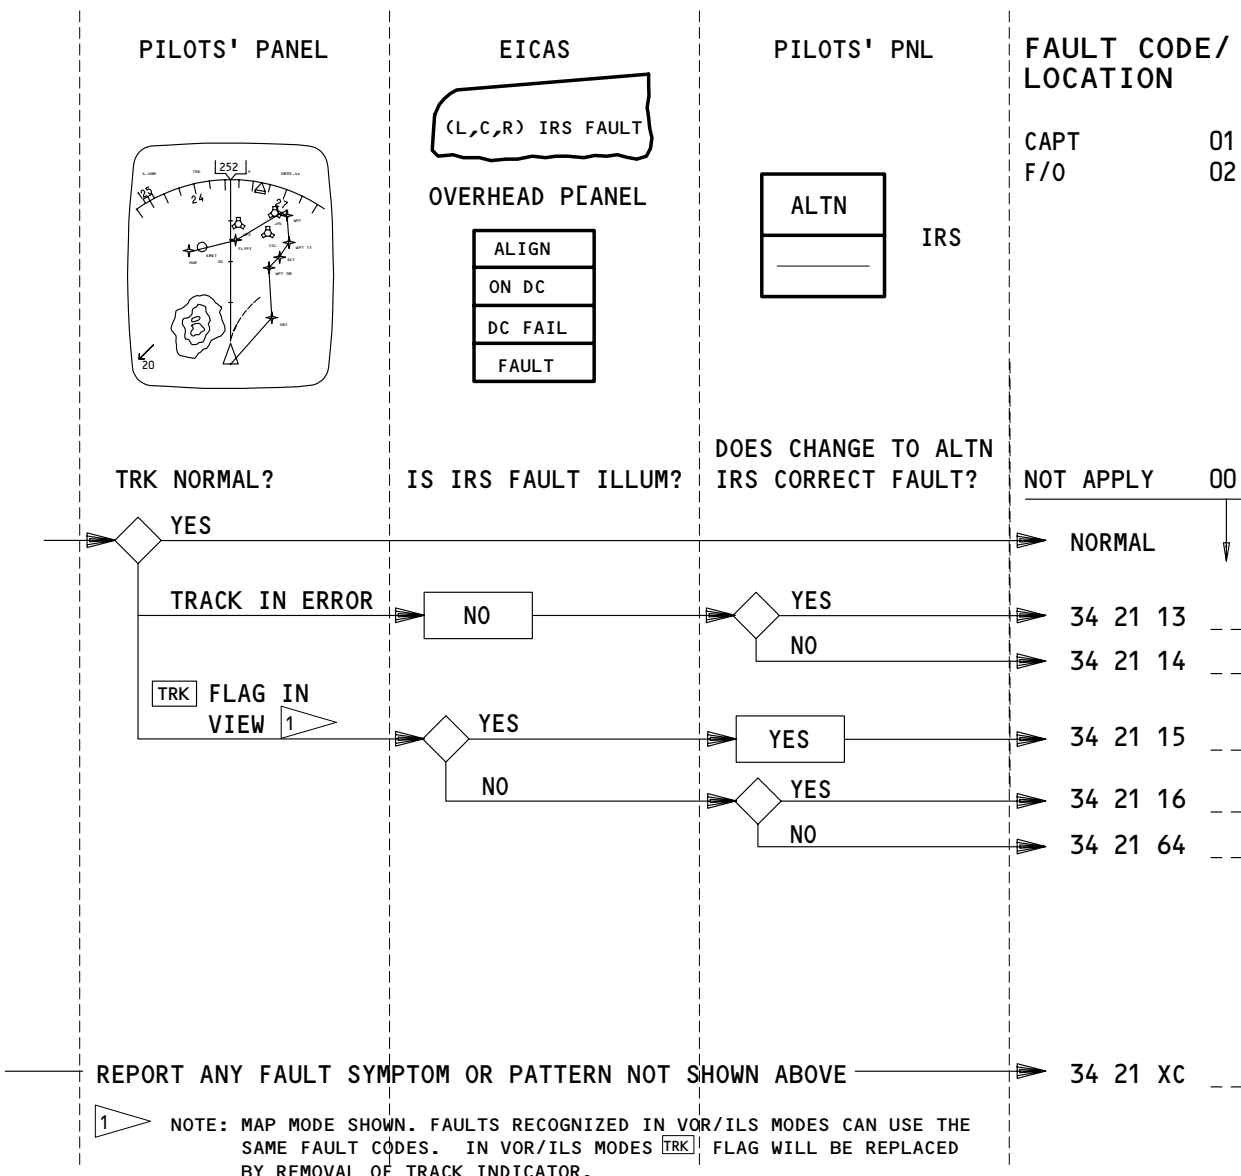 PILOTS' PANEL
EICAS
PILOTS' PNL
FAULT CODE/
LOCATION
(L,C,R) IRS FAULT
CAPT 01
F/O 02
252
TRK
24
27
20
20
OVERHEAD PLANEL
ALIGN
ON DC
DC FAIL
FAULT
ALTN
IRS
TRK NORMAL?
IS IRS FAULT ILLUM?
DOES CHANGE TO ALTN
IRS CORRECT FAULT?
NOT APPLY 00
YES
NORMAL
TRACK IN ERROR
NO
YES
34 21 13 _ _
NO
34 21 14 _ _
TRK FLAG IN
VIEW 1
YES
YES
34 21 15 _ _
NO
YES
34 21 16 _ _
NO
34 21 64 _ _
REPORT ANY FAULT SYMPTOM OR PATTERN NOT SHOWN ABOVE
34 21 XC _ _
1 NOTE: MAP MODE SHOWN. FAULTS RECOGNIZED IN VOR/ILS MODES CAN USE THE
SAME FAULT CODES. IN VOR/ILS MODES TRK FLAG WILL BE REPLACED
BY REMOVAL OF TRACK INDICATOR.